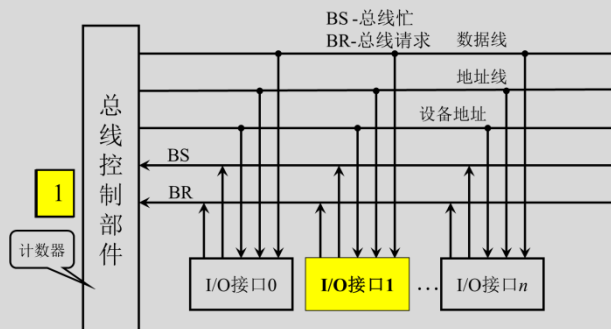 BS -总线忙
BR-总线请求
数据线
地址线
设备地址
BS
BR
总线控制部件
1
计数器
I/O接口0
I/O接口1
…
I/O接口n